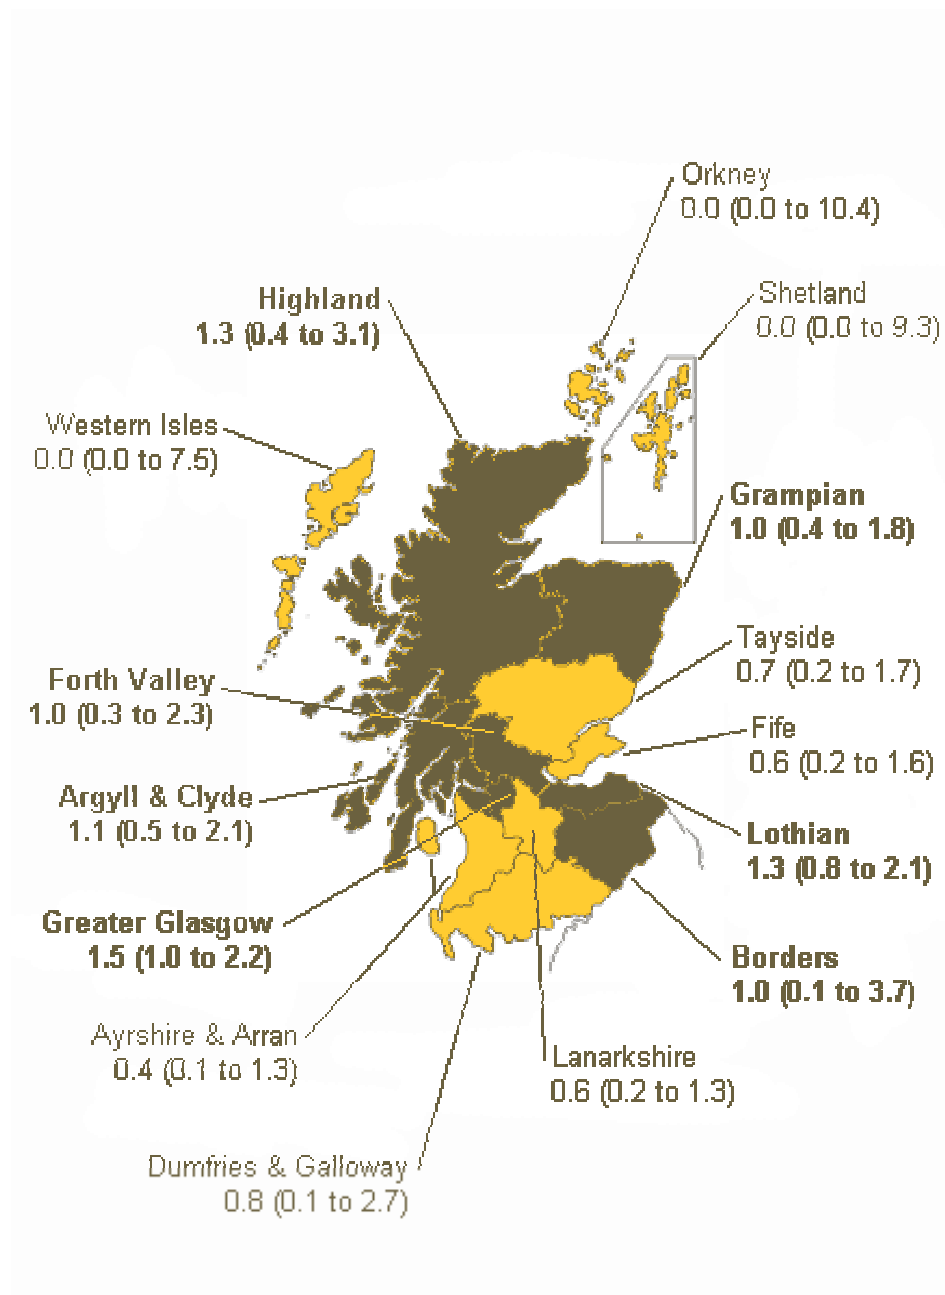 Orkney
0.0 (0.0 to 10.4)
Shetland
0.0 (0.0 to 9.3)
Highland
1.3 (0.4 to 3.1)
Western Isles
0.0 (0.0 to 7.5)
Grampian
1.0 (0.4 to 1.8)
Tayside
0.7 (0.2 to 1.7)
Forth Valley
1.0 (0.3 to 2.3)
Fife
0.6 (0.2 to 1.6)
Argyll & Clyde
1.1 (0.5 to 2.1)
Lothian
1.3 (0.8 to 2.1)
Greater Glasgow
1.5 (1.0 to 2.2)
Borders
1.0 (0.1 to 3.7)
Ayrshire & Arran
0.4 (0.1 to 1.3)
Lanarkshire
0.6 (0.2 to 1.3)
Dumfries & Galloway
0.8 (0.1 to 2.7)